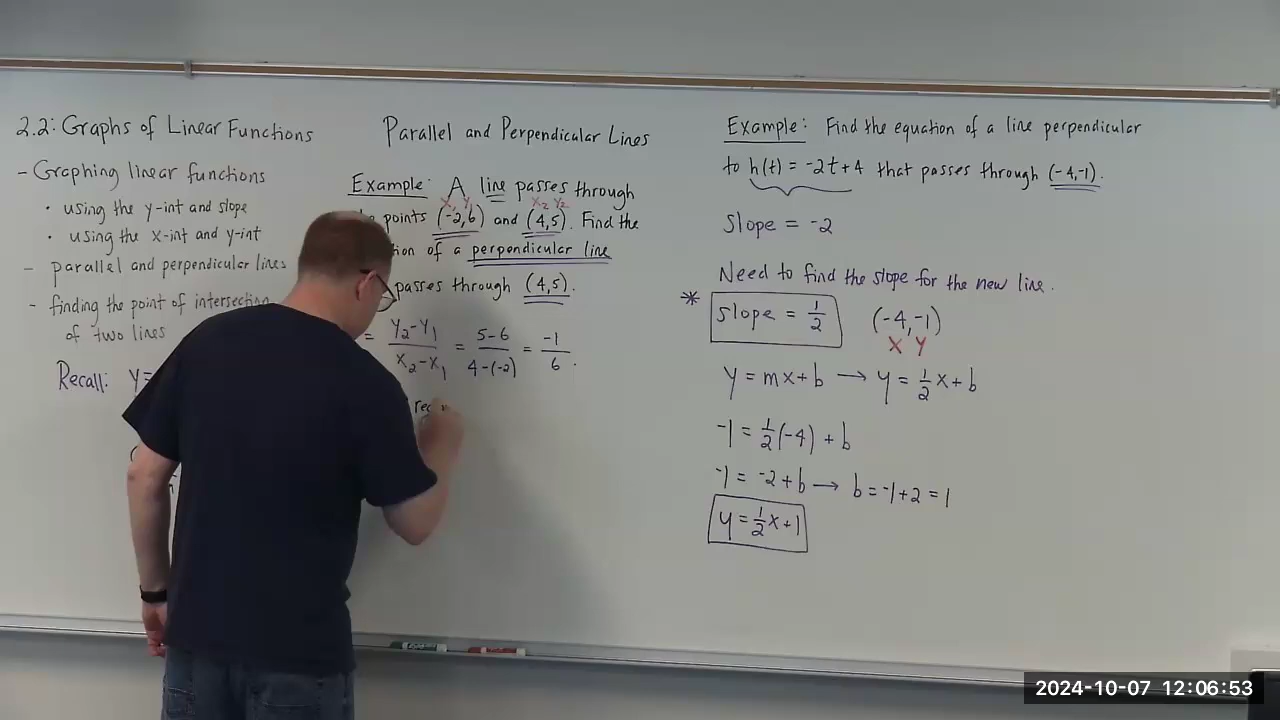 2.2: Graphs of Linear Functions
- Graphing linear functions
• using the y-int and slope
• using the x-int and y-int
- parallel and perpendicular lines
- finding the point of intersection
of two lines
Recall: y=
Parallel and Perpendicular Lines
Example: A line passes through
x₁ y₁ x₂ y₂
points (-2,6) and (4,5). Find the
of a perpendicular line
passes through (4,5).
= y₂-y₁ / x₂-x₁ = 5-6 / 4-(-2) = -1/6.
Example: Find the equation of a line perpendicular
to h(t) = -2t+4 that passes through (-4,-1).
slope = -2
Need to find the slope for the new line.
* slope = 1/2 (-4,-1)
x y
y = mx+b → y = 1/2 x+b
-1 = 1/2(-4) + b
-1 = -2+b → b = -1+2 = 1
y = 1/2 x+1
2024-10-07 12:06:53